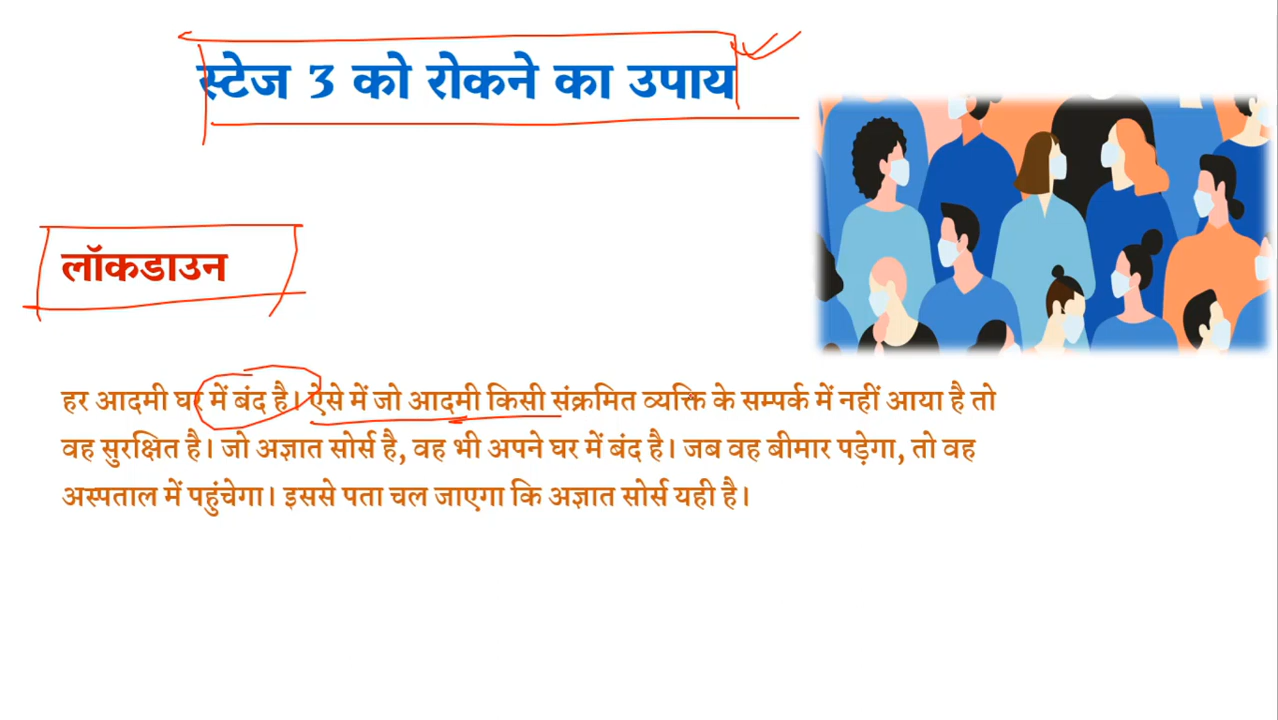 स्टेज 3 को रोकने का उपाय
लॉकडाउन
हर आदमी घर में बंद है। ऐसे में जो आदमी किसी संक्रमित व्यक्ति के सम्पर्क में नहीं आया है तो
वह सुरक्षित है। जो अज्ञात सोर्स है, वह भी अपने घर में बंद है। जब वह बीमार पड़ेगा, तो वह
अस्पताल में पहुंचेगा। इससे पता चल जाएगा कि अज्ञात सोर्स यही है।